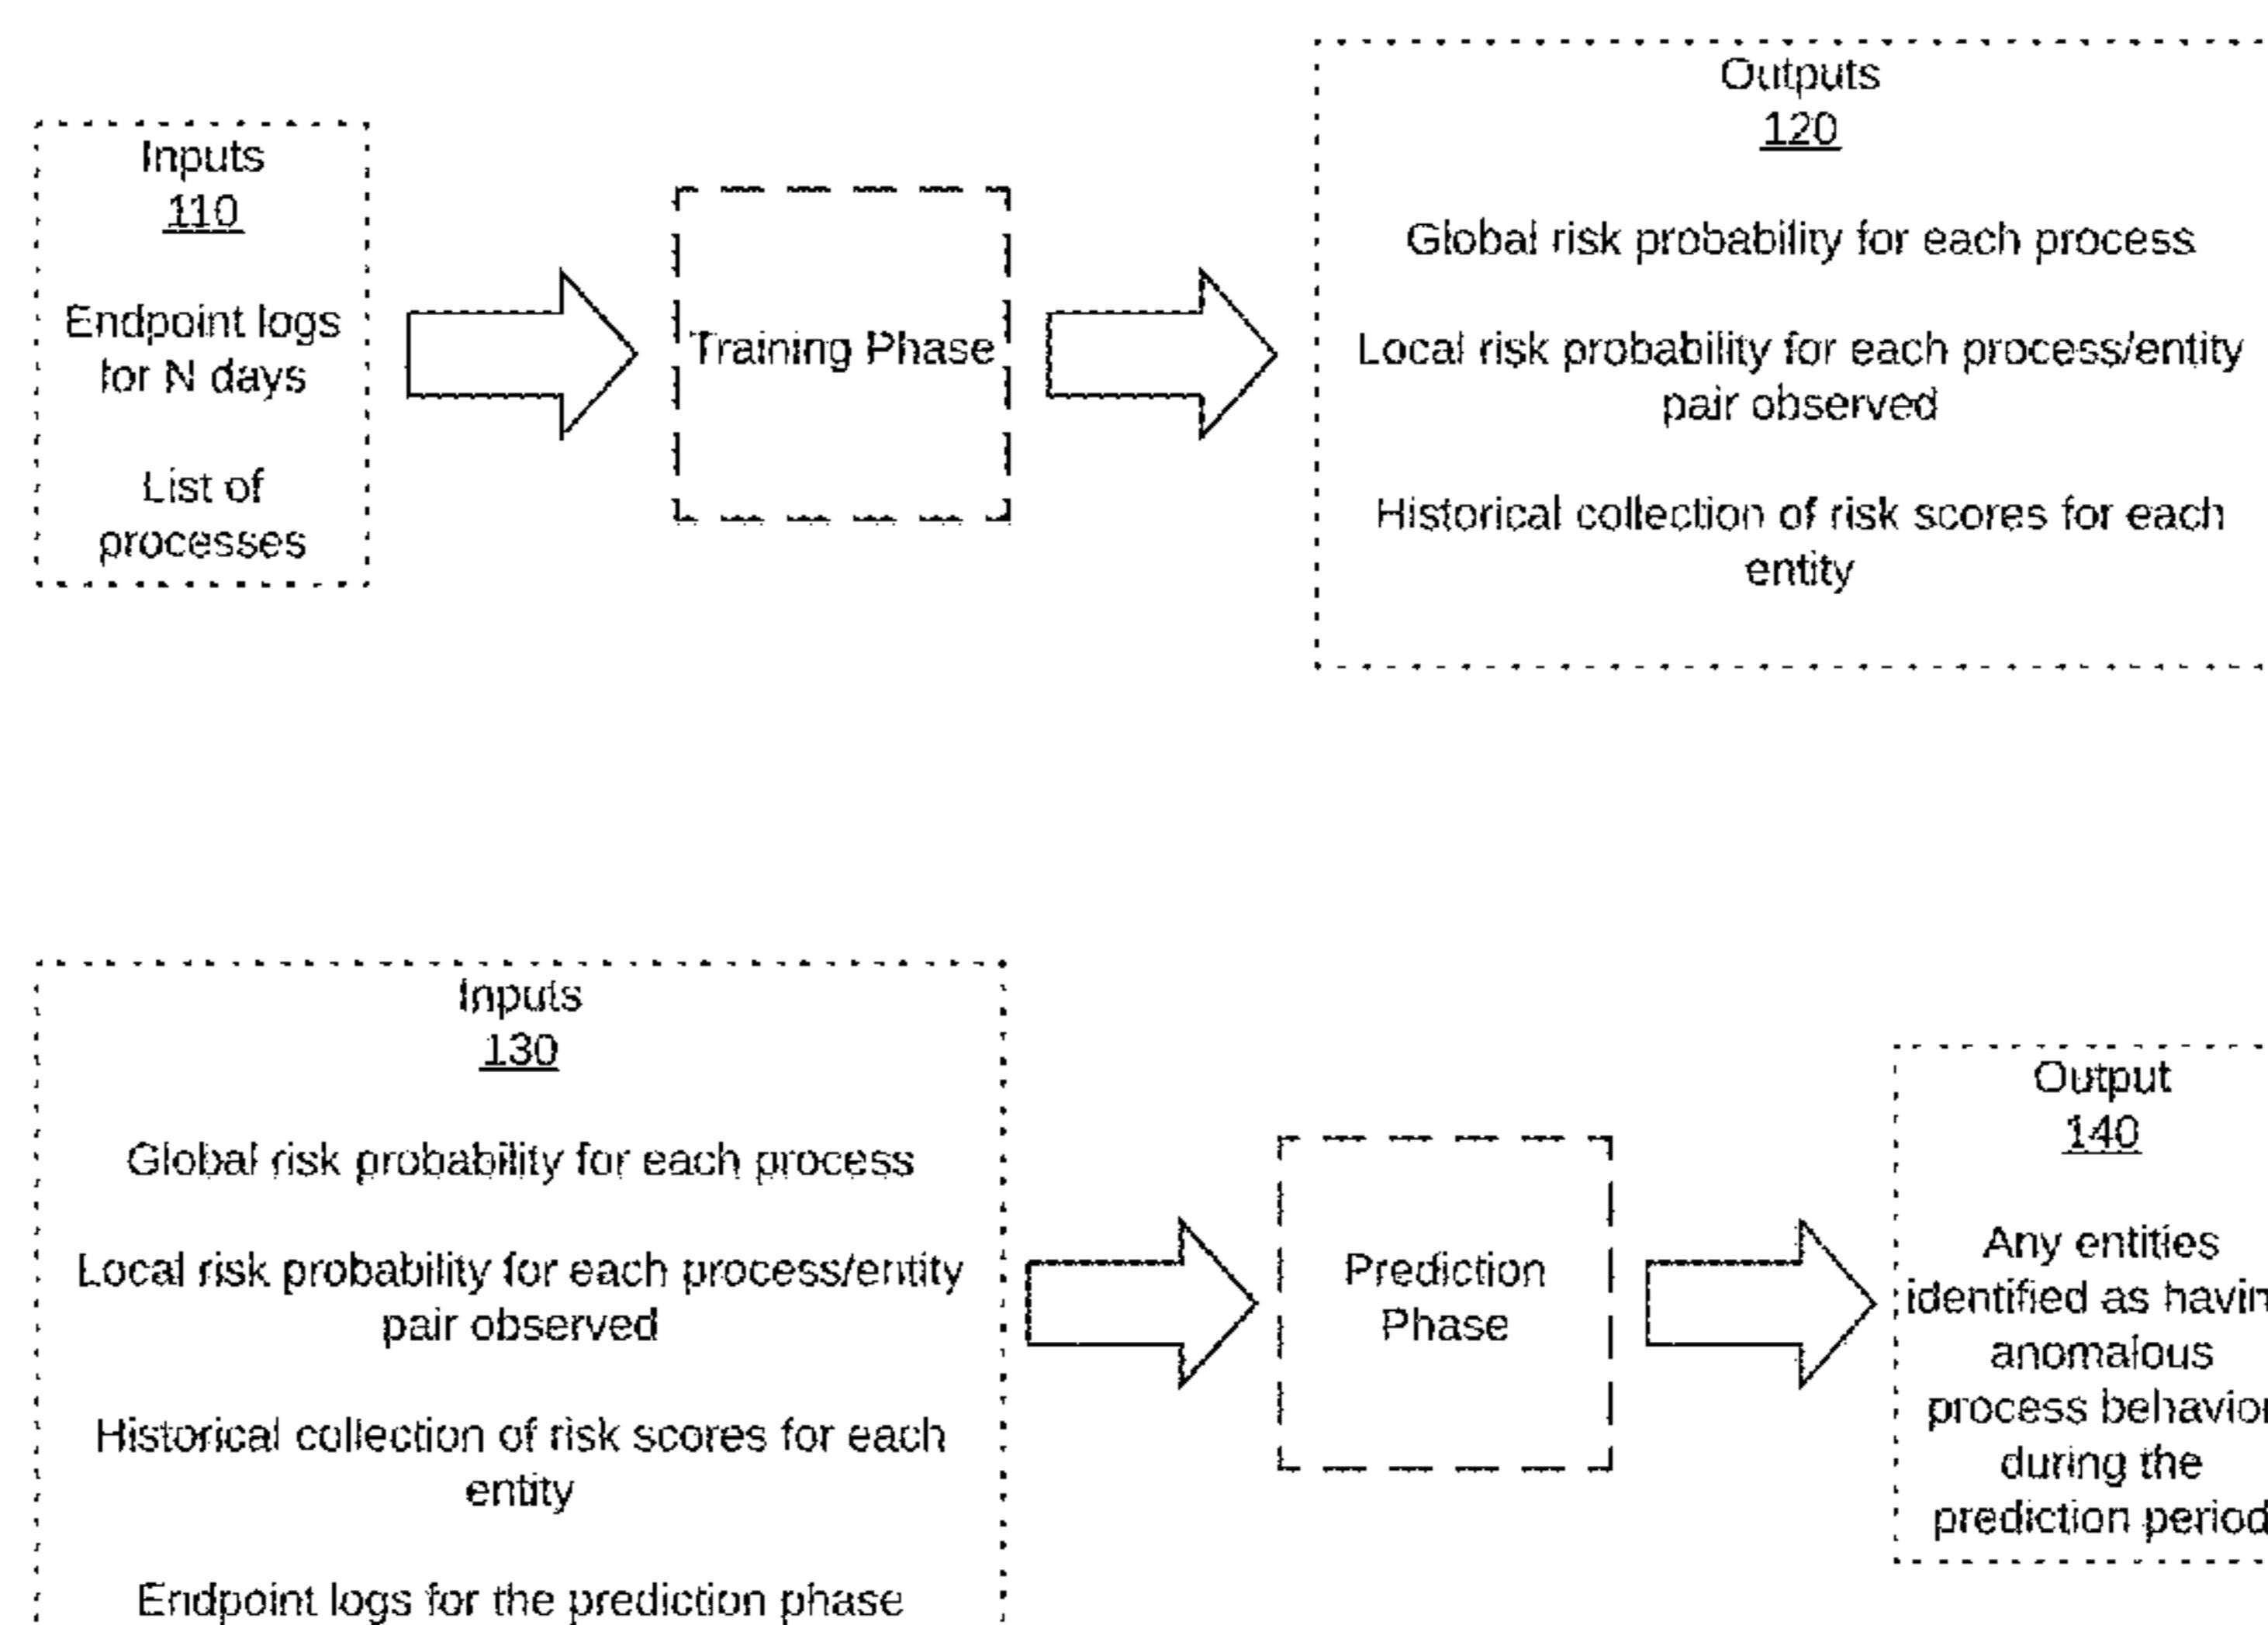 Inputs
110
Endpoint logs
for N days
List of
processes
Training Phase
Outputs
120
Global risk probability for each process
Local risk probability for each process/entity
pair observed
Historical collection of risk scores for each
entity
Inputs
130
Global risk probability for each process
Local risk probability for each process/entity
pair observed
Historical collection of risk scores for each
entity
Endpoint logs for the prediction phase
Prediction
Phase
Output
140
Any entities
identified as havin
anomalous
process behavior
during the
prediction period